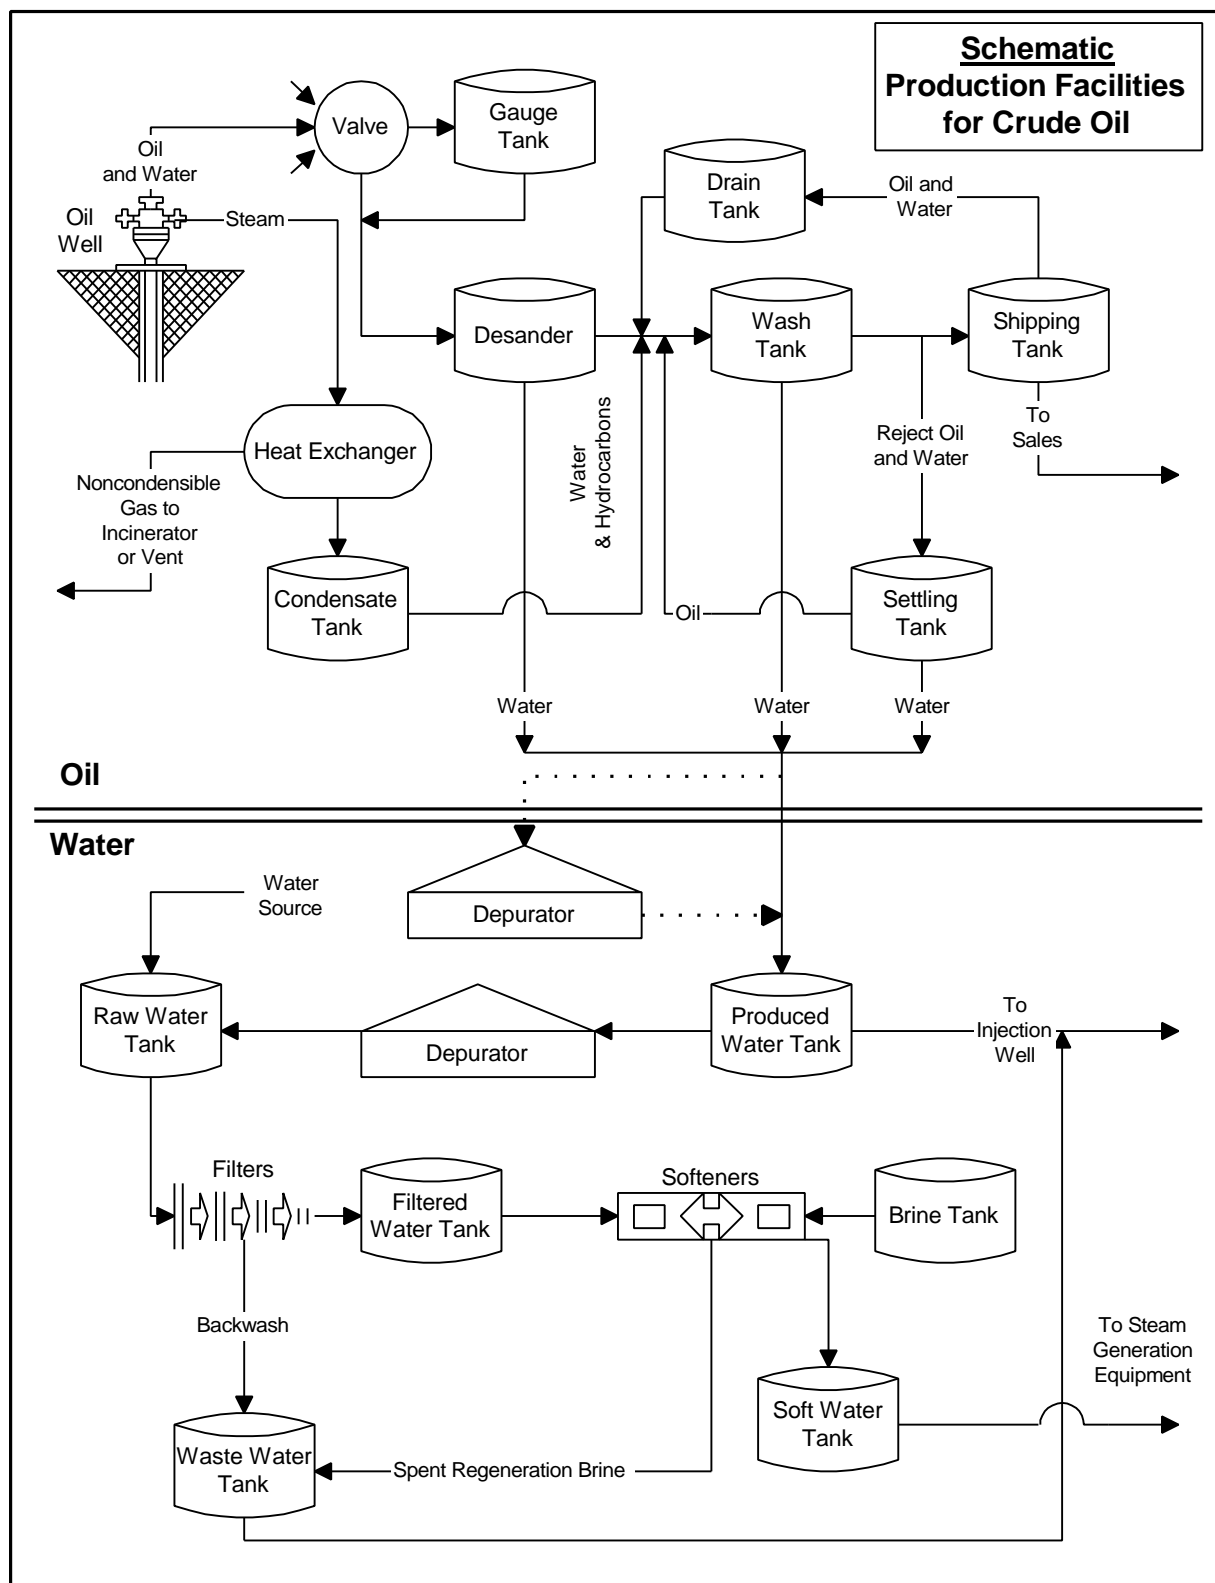 Schematic
Production Facilities
for Crude Oil
Valve
Gauge
Tank
Oil
and Water
Drain
Tank
Oil and
Water
Oil
Well
Steam
Desander
Wash
Tank
Shipping
Tank
To
Sales
Heat Exchanger
Water
& Hydrocarbons
Reject Oil
and Water
Noncondensible
Gas to
Incinerator
or Vent
Condensate
Tank
Oil
Settling
Tank
Water
Water
Water
Oil
Water
Water
Source
Depurator
Raw Water
Tank
Depurator
Produced
Water Tank
To
Injection
Well
Filters
Filtered
Water Tank
Softeners
Brine Tank
Backwash
To Steam
Generation
Equipment
Soft Water
Tank
Waste Water
Tank
Spent Regeneration Brine